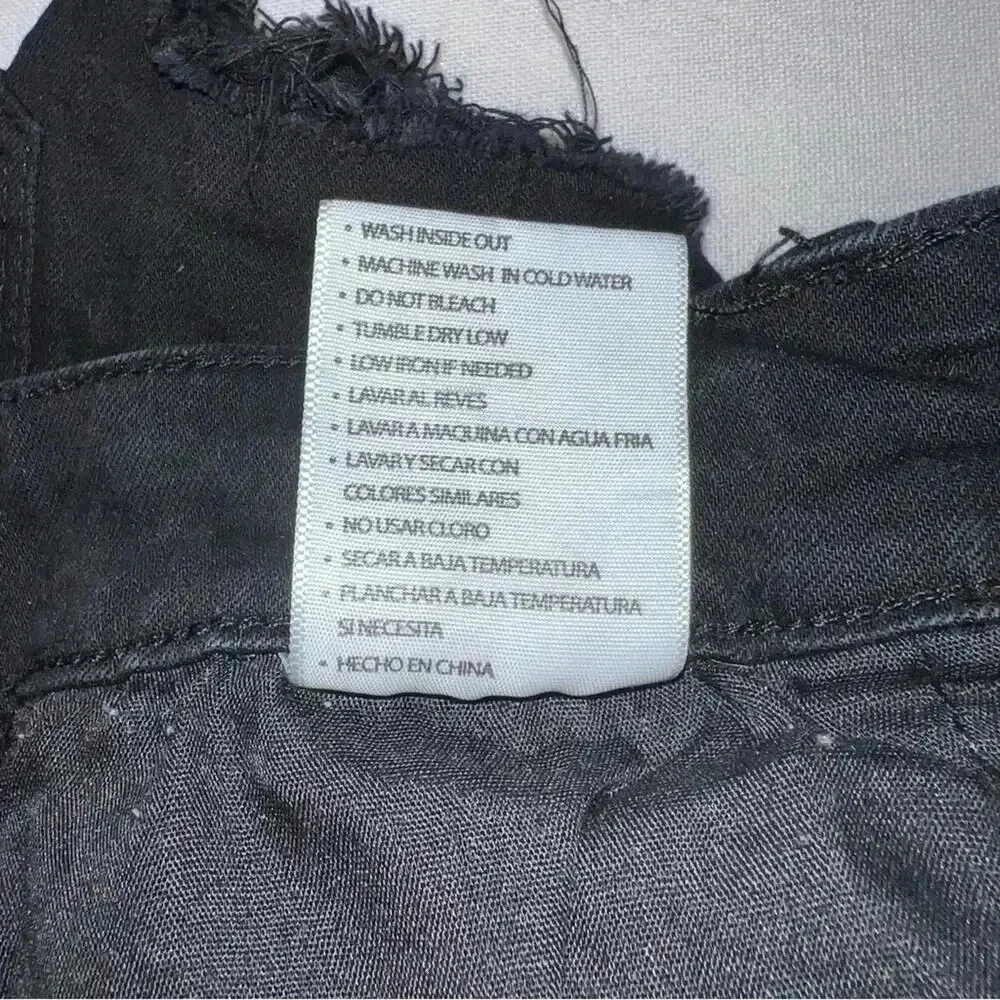 • WASH INSIDE OUT
• MACHINE WASH IN COLD WATER
• DO NOT BLEACH
• TUMBLE DRY LOW
• LOW IRON IF NEEDED
• LAVAR AL REVES
• LAVAR A MAQUINA CON AGUA FRIA
• LAVAR Y SECAR CON
COLORES SIMILARES
• NO USAR CLORO
• SECAR A BAJA TEMPERATURA
• PLANCHAR A BAJA TEMPERATURA
SI NECESITA
• HECHO EN CHINA